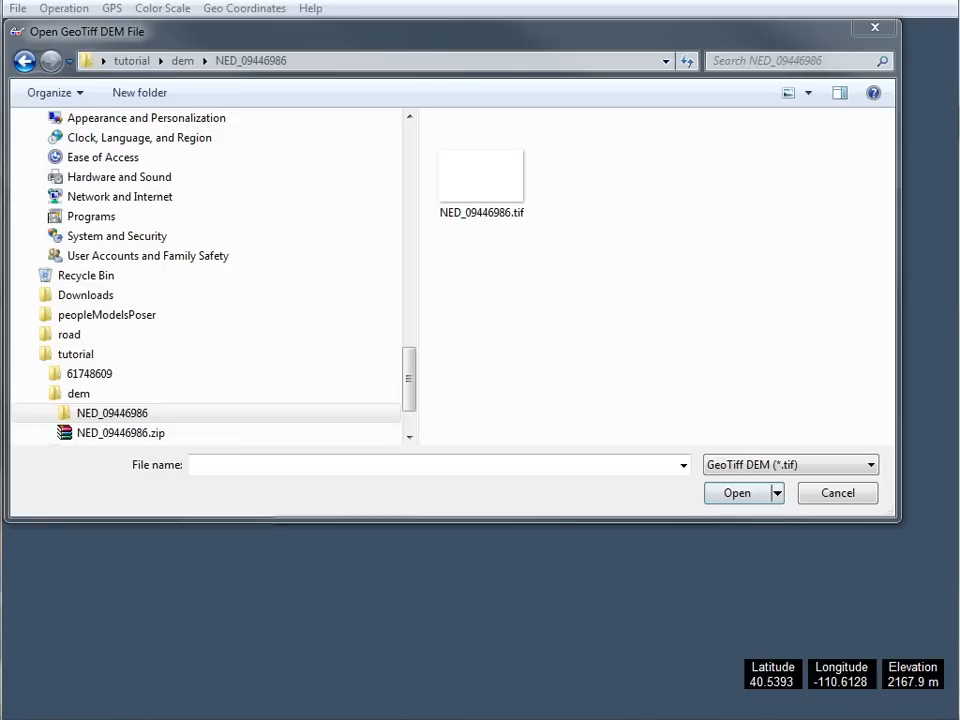 File Operation GPS Color Scale Geo Coordinates Help
Open GeoTiff DEM File
tutorial dem NED_09446986 Search NED_09446986
Organize New folder
Appearance and Personalization
Clock, Language, and Region
Ease of Access
Hardware and Sound
Network and Internet
Programs
System and Security
User Accounts and Family Safety
Recycle Bin
Downloads
peopleModelsPoser
road
tutorial
61748609
dem
NED_09446986
NED_09446986.zip
NED_09446986.tif
File name: GeoTiff DEM (*.tif)
Open Cancel
Latitude Longitude Elevation
40.5393 -110.6128 2167.9 m